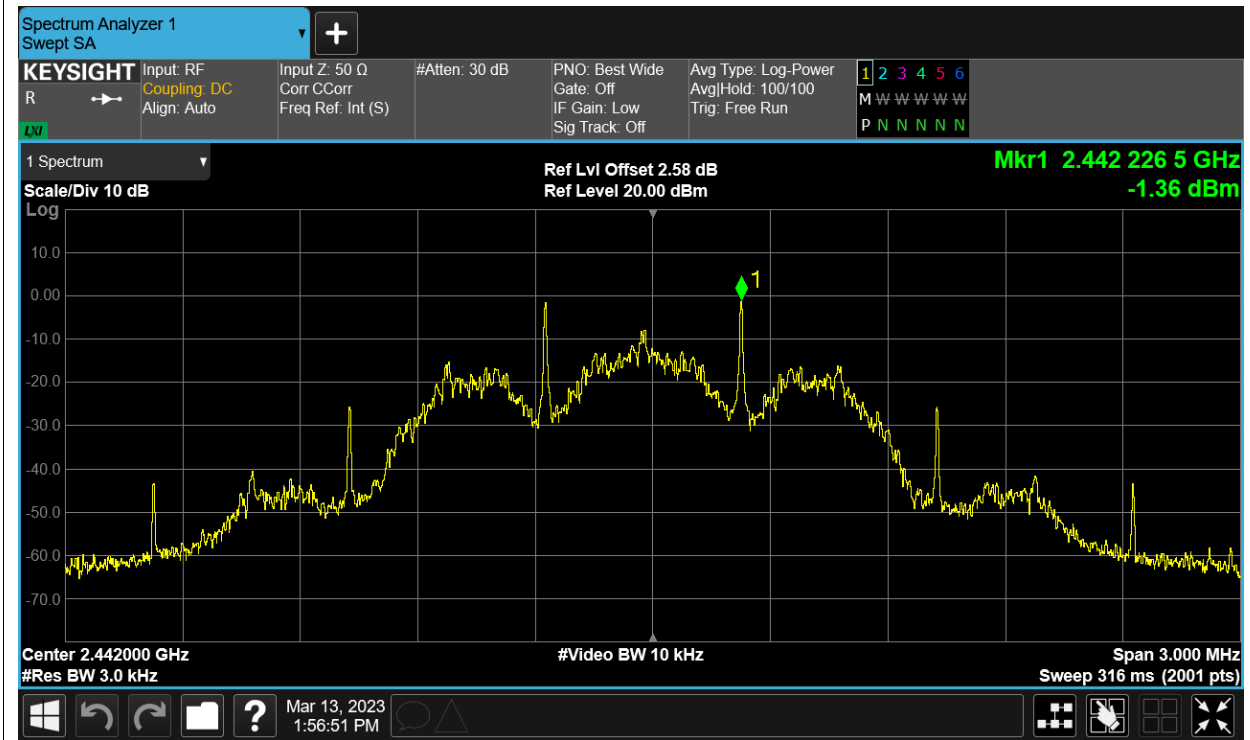 Spectrum Analyzer 1
Swept SA
+
KEYSIGHT
R
LXI
Input: RF
Coupling: DC
Align: Auto
Input Z: 50 Ω
Corr CCorr
Freq Ref: Int (S)
#Atten: 30 dB
PNO: Best Wide
Gate: Off
IF Gain: Low
Sig Track: Off
Avg Type: Log-Power
Avg|Hold: 100/100
Trig: Free Run
1 2 3 4 5 6
M W W W W W
P N N N N N
1 Spectrum
Scale/Div 10 dB
Log
Ref Lvl Offset 2.58 dB
Ref Level 20.00 dBm
Mkr1 2.442 226 5 GHz
-1.36 dBm
1
10.0
0.00
-10.0
-20.0
-30.0
-40.0
-50.0
-60.0
-70.0
Center 2.442000 GHz
#Res BW 3.0 kHz
#Video BW 10 kHz
Span 3.000 MHz
Sweep 316 ms (2001 pts)
?
Mar 13, 2023
1:56:51 PM